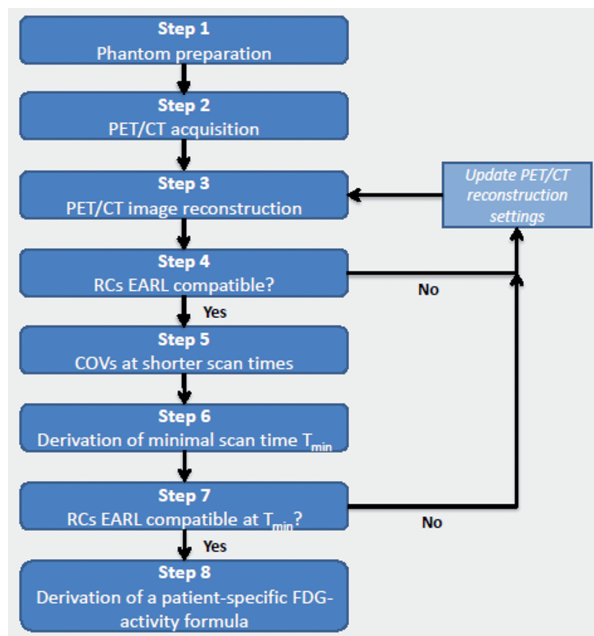 Step 1
Phantom preparation
Step 2
PET/CT acquisition
Step 3
PET/CT image reconstruction
Update PET/CT
reconstruction
settings
Step 4
RCs EARL compatible?
No
Yes
Step 5
COVs at shorter scan times
Step 6
Derivation of minimal scan time Tmin
Step 7
RCs EARL compatible at Tmin?
No
Yes
Step 8
Derivation of a patient-specific FDG-
activity formula